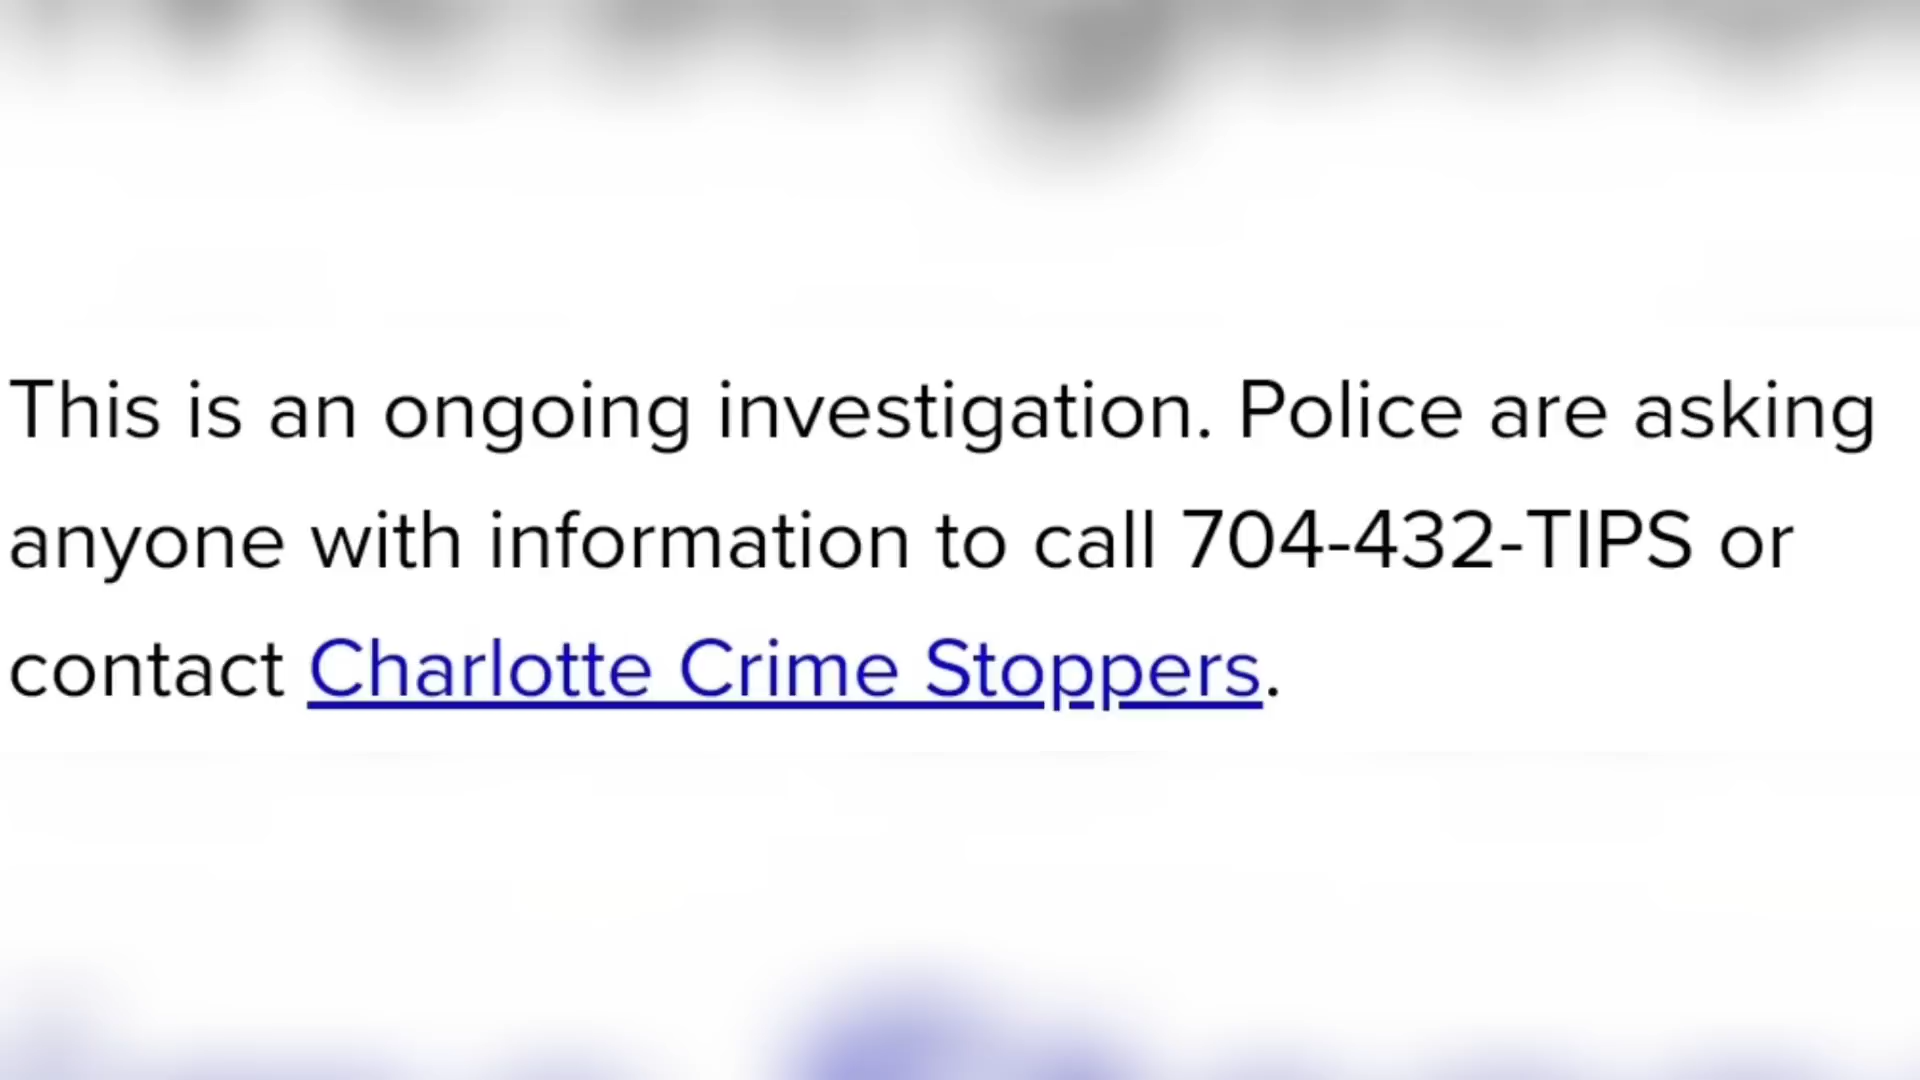 This is an ongoing investigation. Police are asking
anyone with information to call 704-432-TIPS or
contact Charlotte Crime Stoppers.